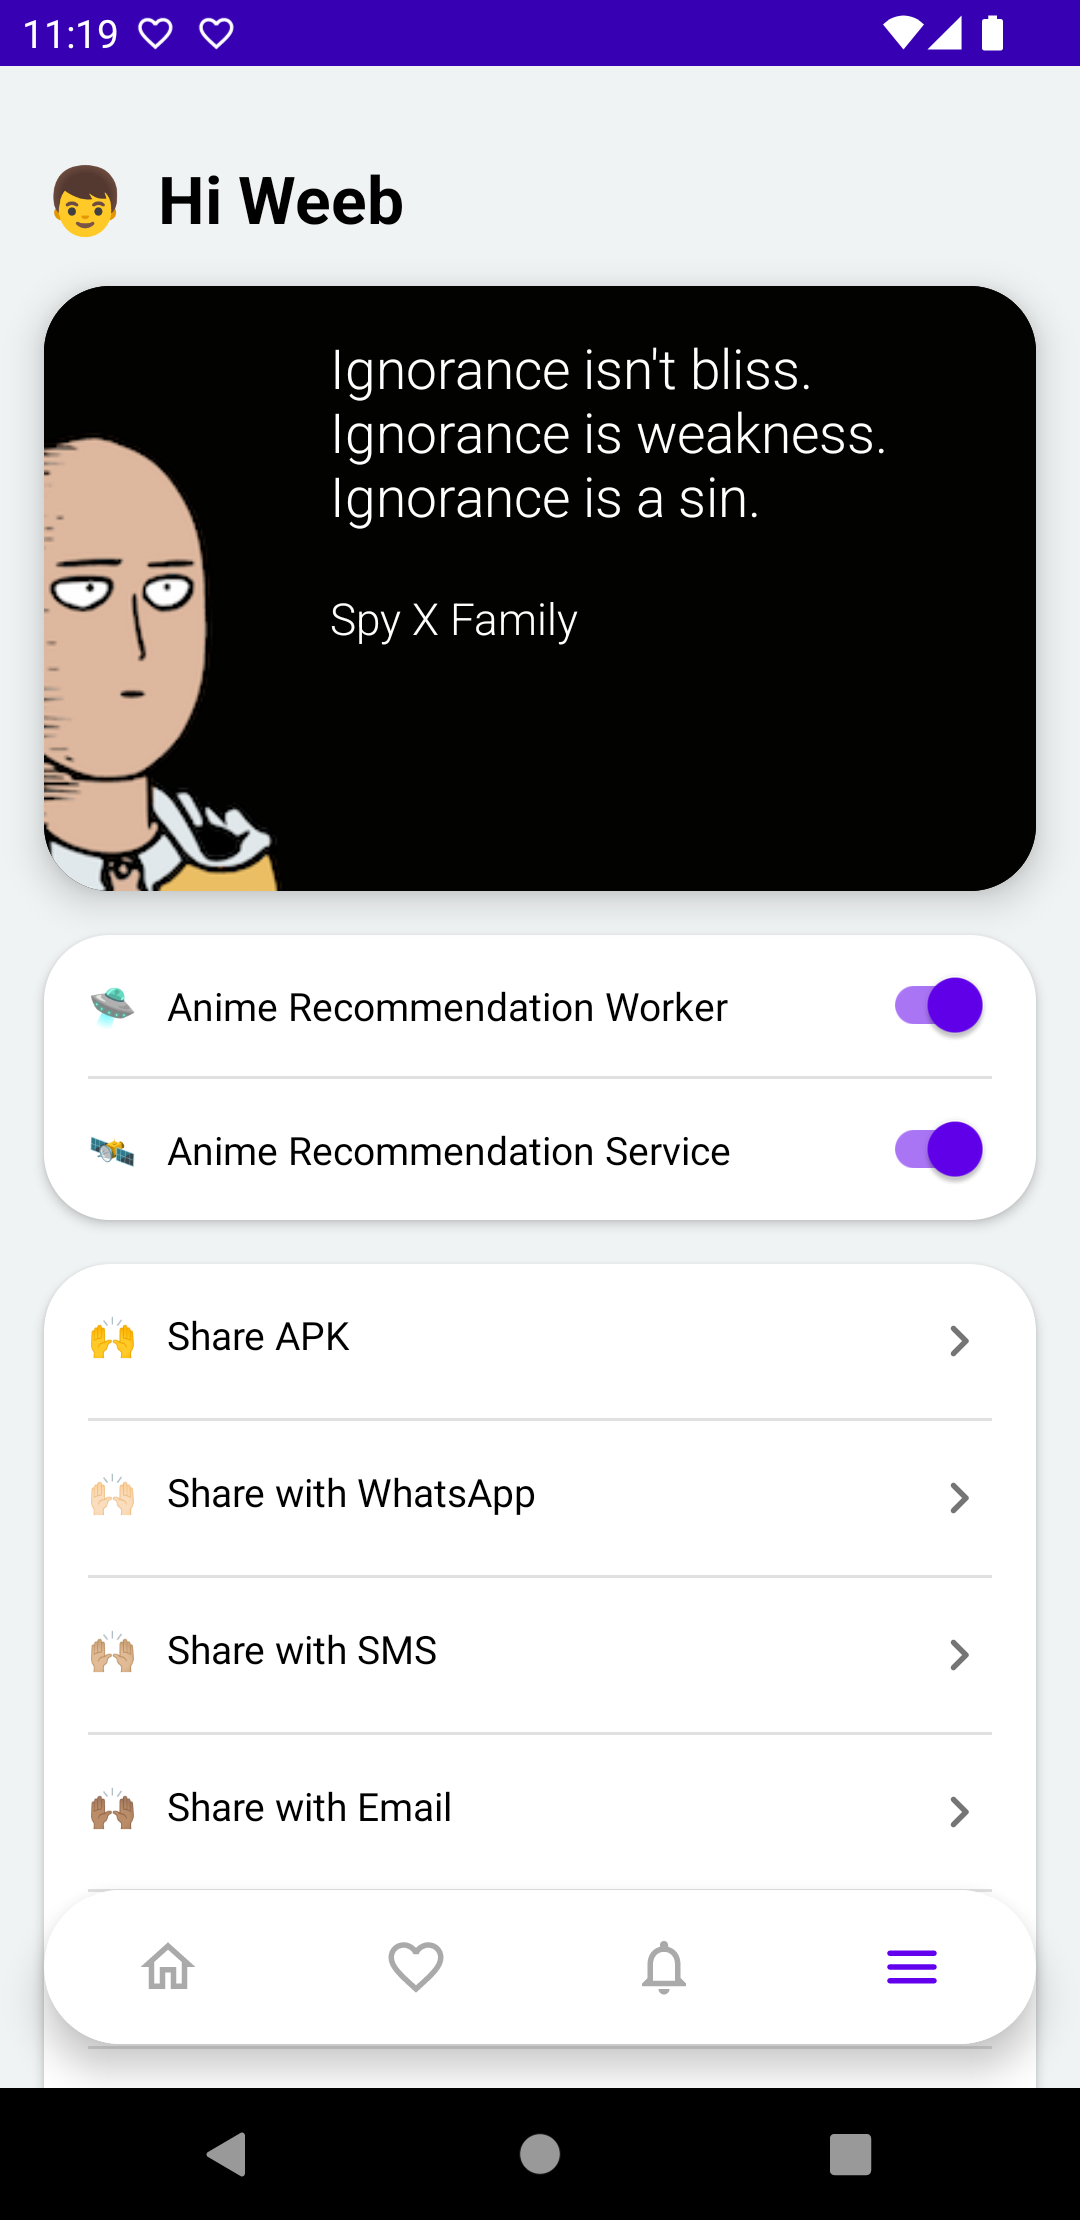 11:19
Hi Weeb
Ignorance isn't bliss.
Ignorance is weakness.
Ignorance is a sin.
Spy X Family
Anime Recommendation Worker
Anime Recommendation Service
Share APK
Share with WhatsApp
Share with SMS
Share with Email